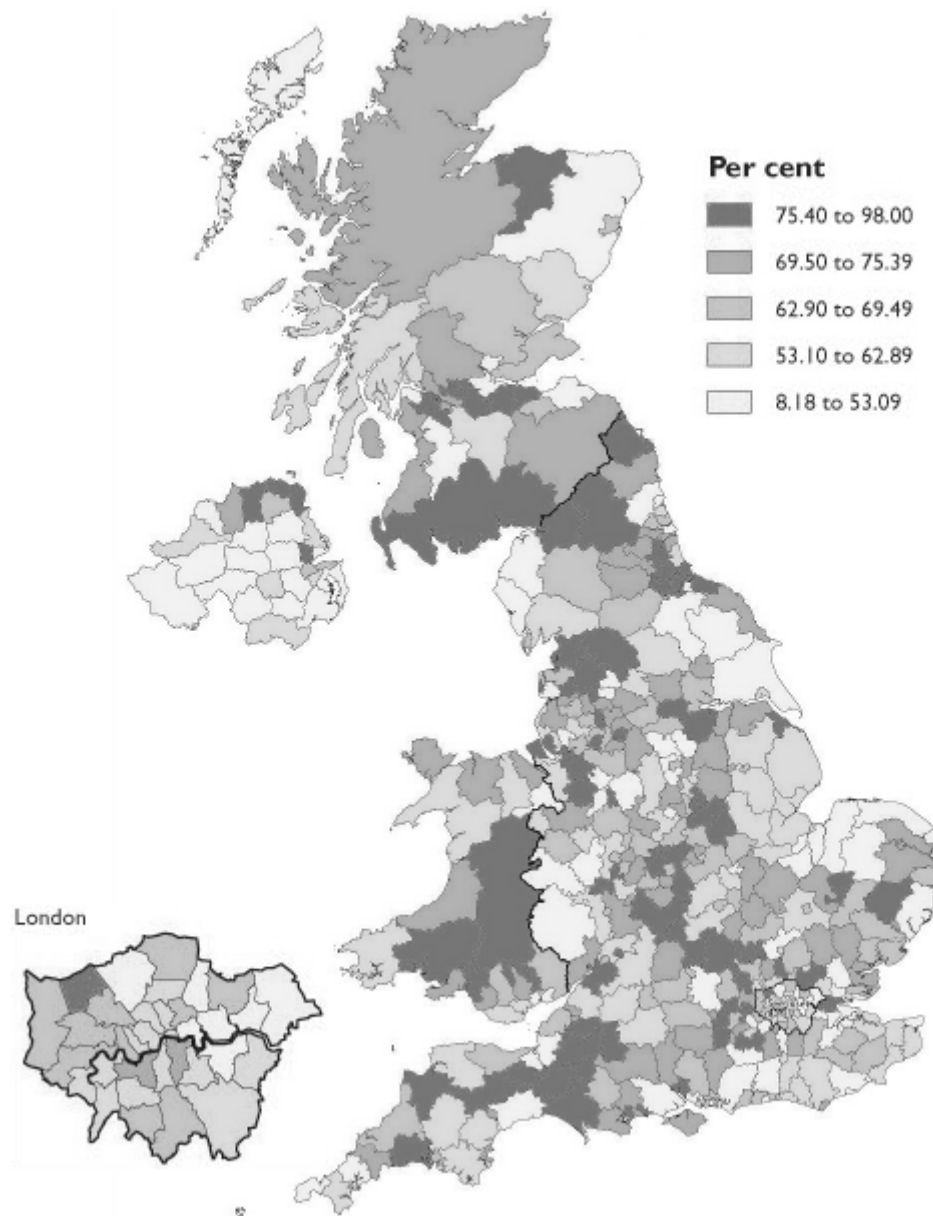 Per cent
75.40 to 98.00
69.50 to 75.39
62.90 to 69.49
53.10 to 62.89
8.18 to 53.09
London